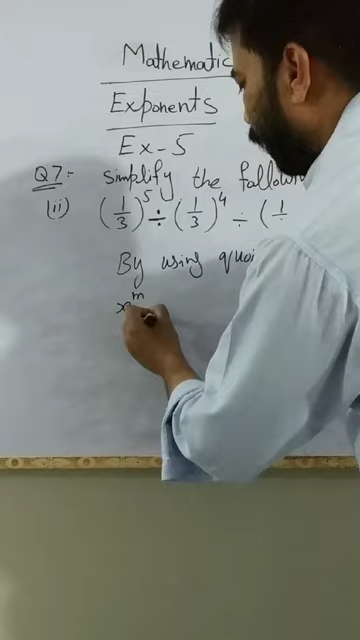 Mathematic
Exponents
Ex-5
Q7:- Simplify the follow
(ii) (1/3)^5 ÷ (1/3)^4 ÷ (1/
By using quo
x^m